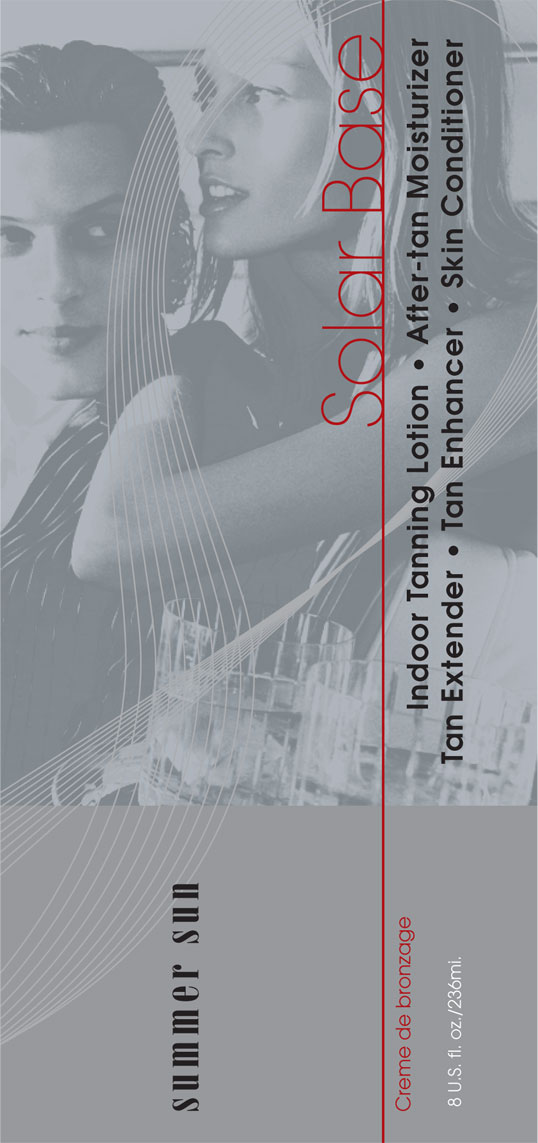 summer sun
Solar Base
Creme de bronzage
Indoor Tanning Lotion • After-tan Moisturizer
Tan Extender • Tan Enhancer • Skin Conditioner
8 U.S. fl. oz./236mi.